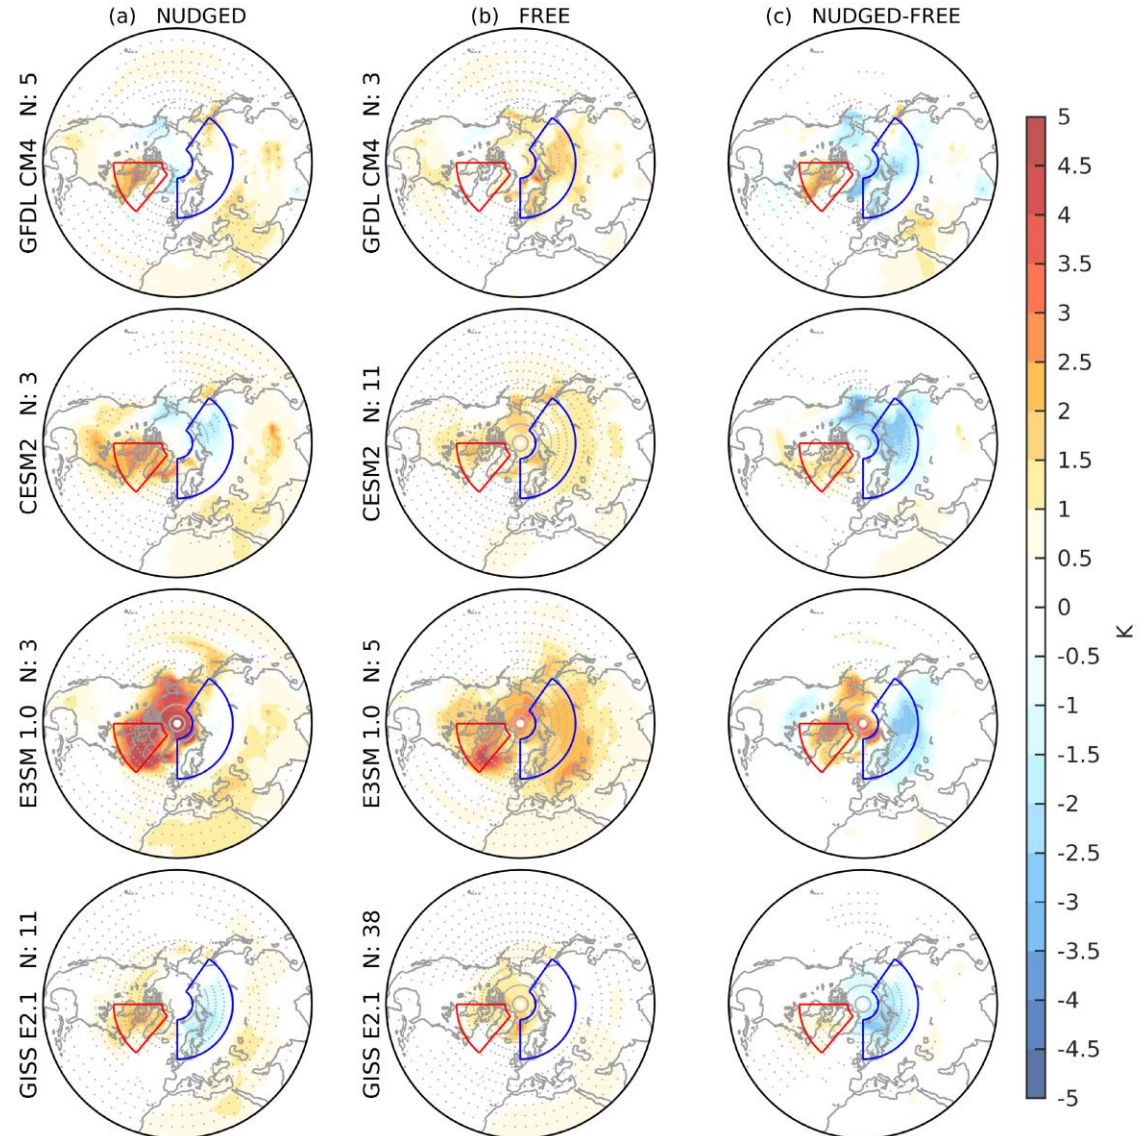 (a) NUDGED
(b) FREE
(c) NUDGED-FREE
GFDL CM4 N: 5
GFDL CM4 N: 3
CESM2 N: 3
CESM2 N: 11
E3SM 1.0 N: 3
E3SM 1.0 N: 5
GISS E2.1 N: 11
GISS E2.1 N: 38
5
4.5
4
3.5
3
2.5
2
1.5
1
0.5
0
-0.5
-1
-1.5
-2
-2.5
-3
-3.5
-4
-4.5
-5
K